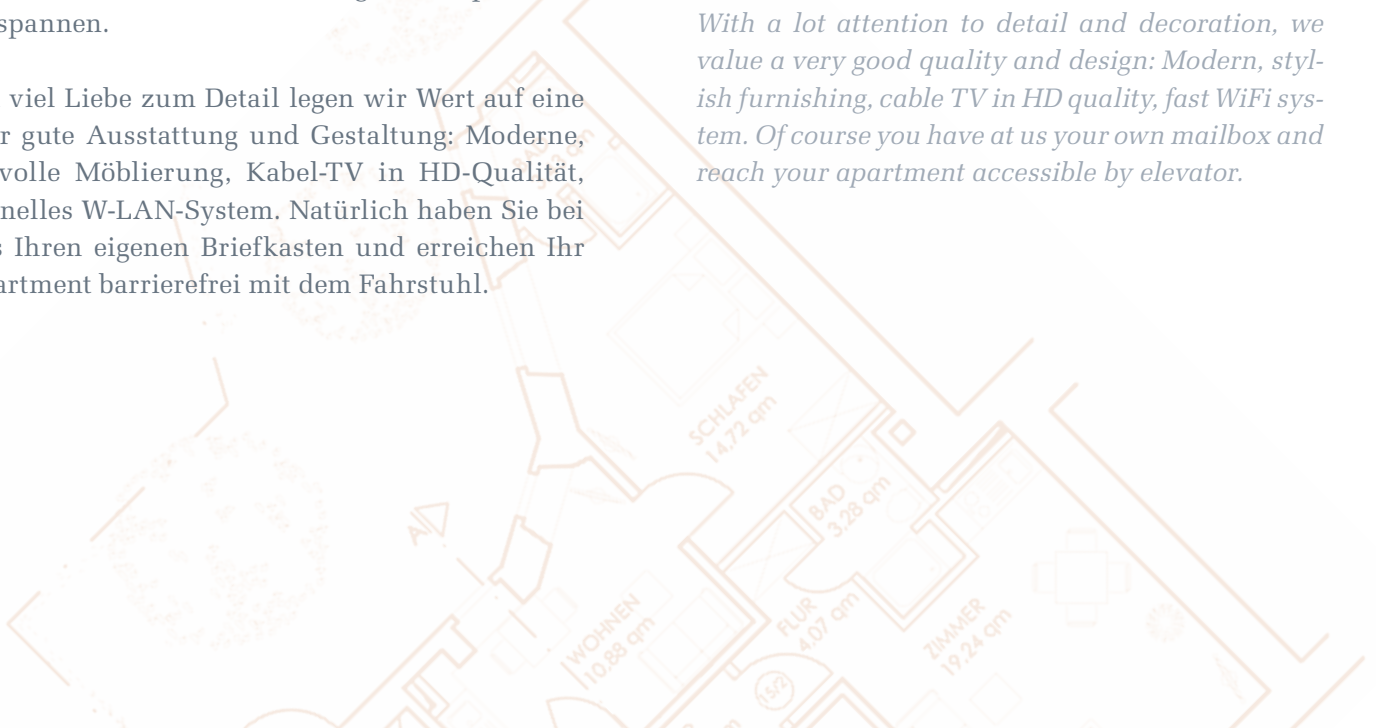 spannen.
viel Liebe zum Detail legen wir Wert auf eine
gute Ausstattung und Gestaltung: Moderne,
volle Möblierung, Kabel-TV in HD-Qualität,
nelles W-LAN-System. Natürlich haben Sie bei
Ihren eigenen Briefkasten und erreichen Ihr
artment barrierefrei mit dem Fahrstuhl.
With a lot attention to detail and decoration, we
value a very good quality and design: Modern, styl-
ish furnishing, cable TV in HD quality, fast WiFi sys-
tem. Of course you have at us your own mailbox and
reach your apartment accessible by elevator.
SCHLAFEN
14,72 qm
BAD
3,28 qm
FLUR
4,07 qm
WOHNEN
10,88 qm
ZIMMER
19,24 qm
15/2